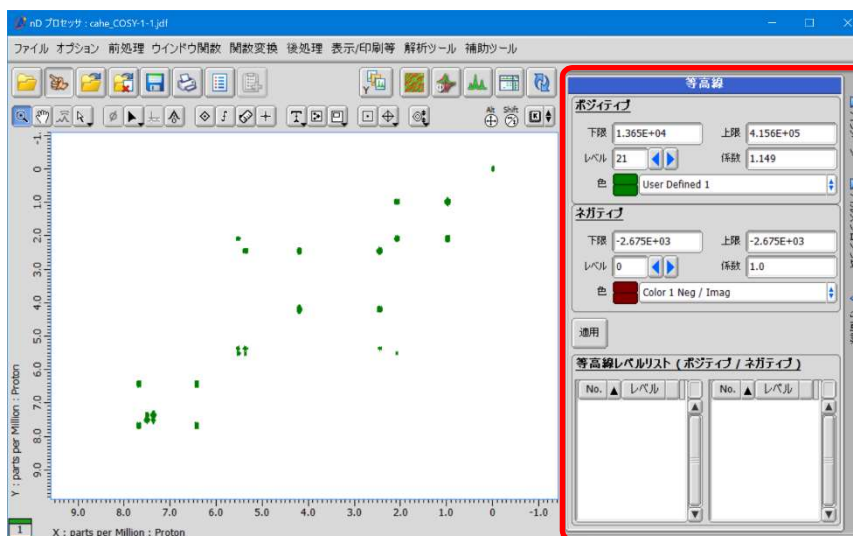 nD プロセッサ : cahe_COSY-1-1.jdf
ファイル オプション 前処理 ウインドウ関数 関数変換 後処理 表示/印刷等 解析ツール 補助ツール
Alt Shift
等高線
ポジティブ
下限 1.365E+04 上限 4.156E+05
レベル 21 係数 1.149
色 User Defined 1
ネガティブ
下限 -2.675E+03 上限 -2.675E+03
レベル 0 係数 1.0
色 Color 1 Neg / Imag
適用
等高線レベルリスト ( ポジティブ / ネガティブ )
No. レベル No. レベル
Y : parts per Million : Proton
-1. 0 1.0 2.0 3.0 4.0 5.0 6.0 7.0 8.0 9.0
9.0 8.0 7.0 6.0 5.0 4.0 3.0 2.0 1.0 0 -1.0
1 X : parts per Million : Proton